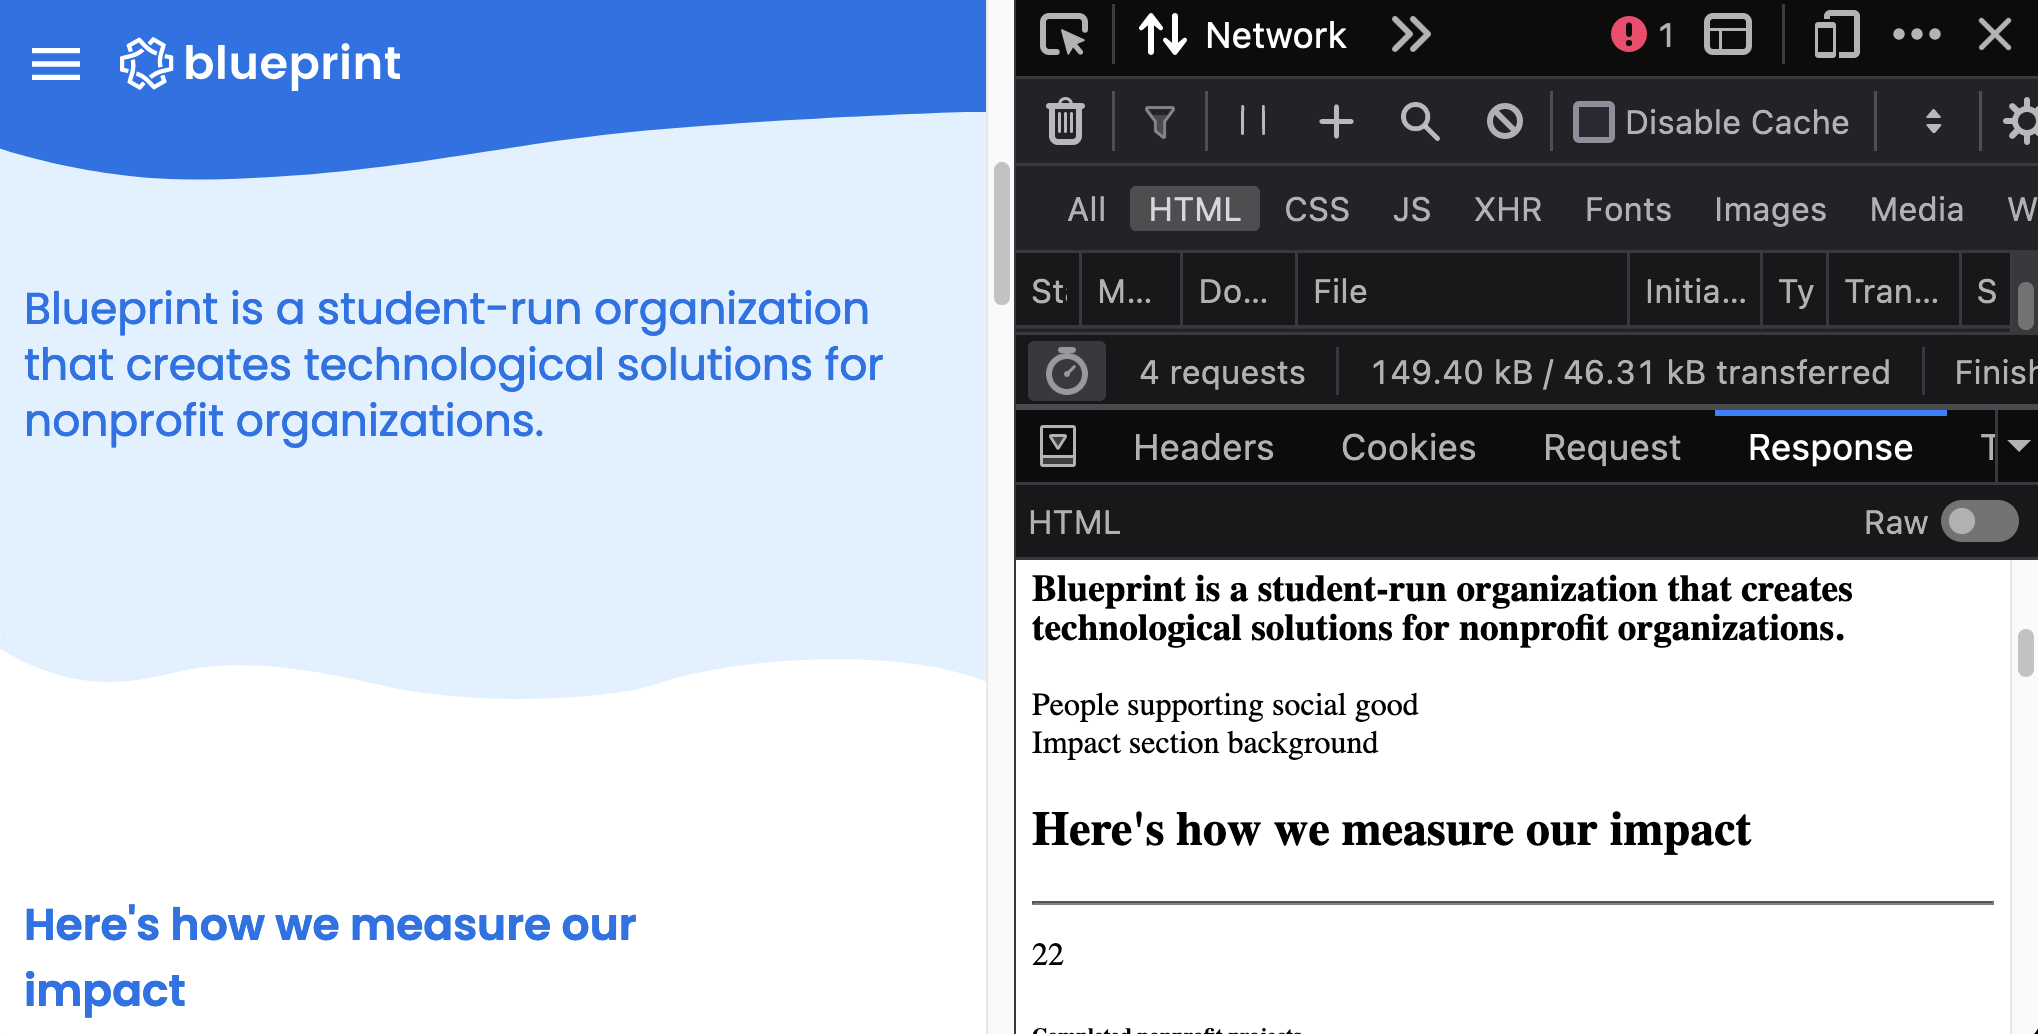 blueprint
Blueprint is a student-run organization
that creates technological solutions for
nonprofit organizations.
Here's how we measure our
impact
Network
1
Disable Cache
All HTML CSS JS XHR Fonts Images Media W
St M... Do... File Initia... Ty Tran... S
4 requests 149.40 kB / 46.31 kB transferred Finish
Headers Cookies Request Response T
HTML Raw
Blueprint is a student-run organization that creates
technological solutions for nonprofit organizations.
People supporting social good
Impact section background
Here's how we measure our impact
22
Completed nonprofit projects